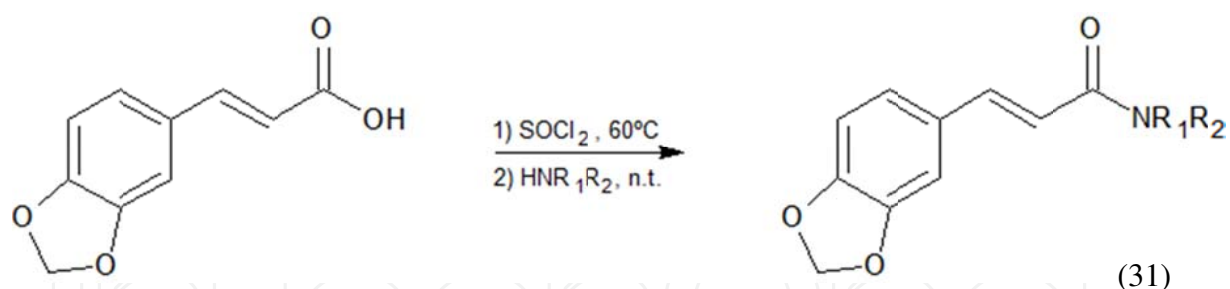 O
OH
O
O
1) SOCl₂ , 60ºC
2) HNR₁R₂, n.t.
O
NR₁R₂
O
O
(31)